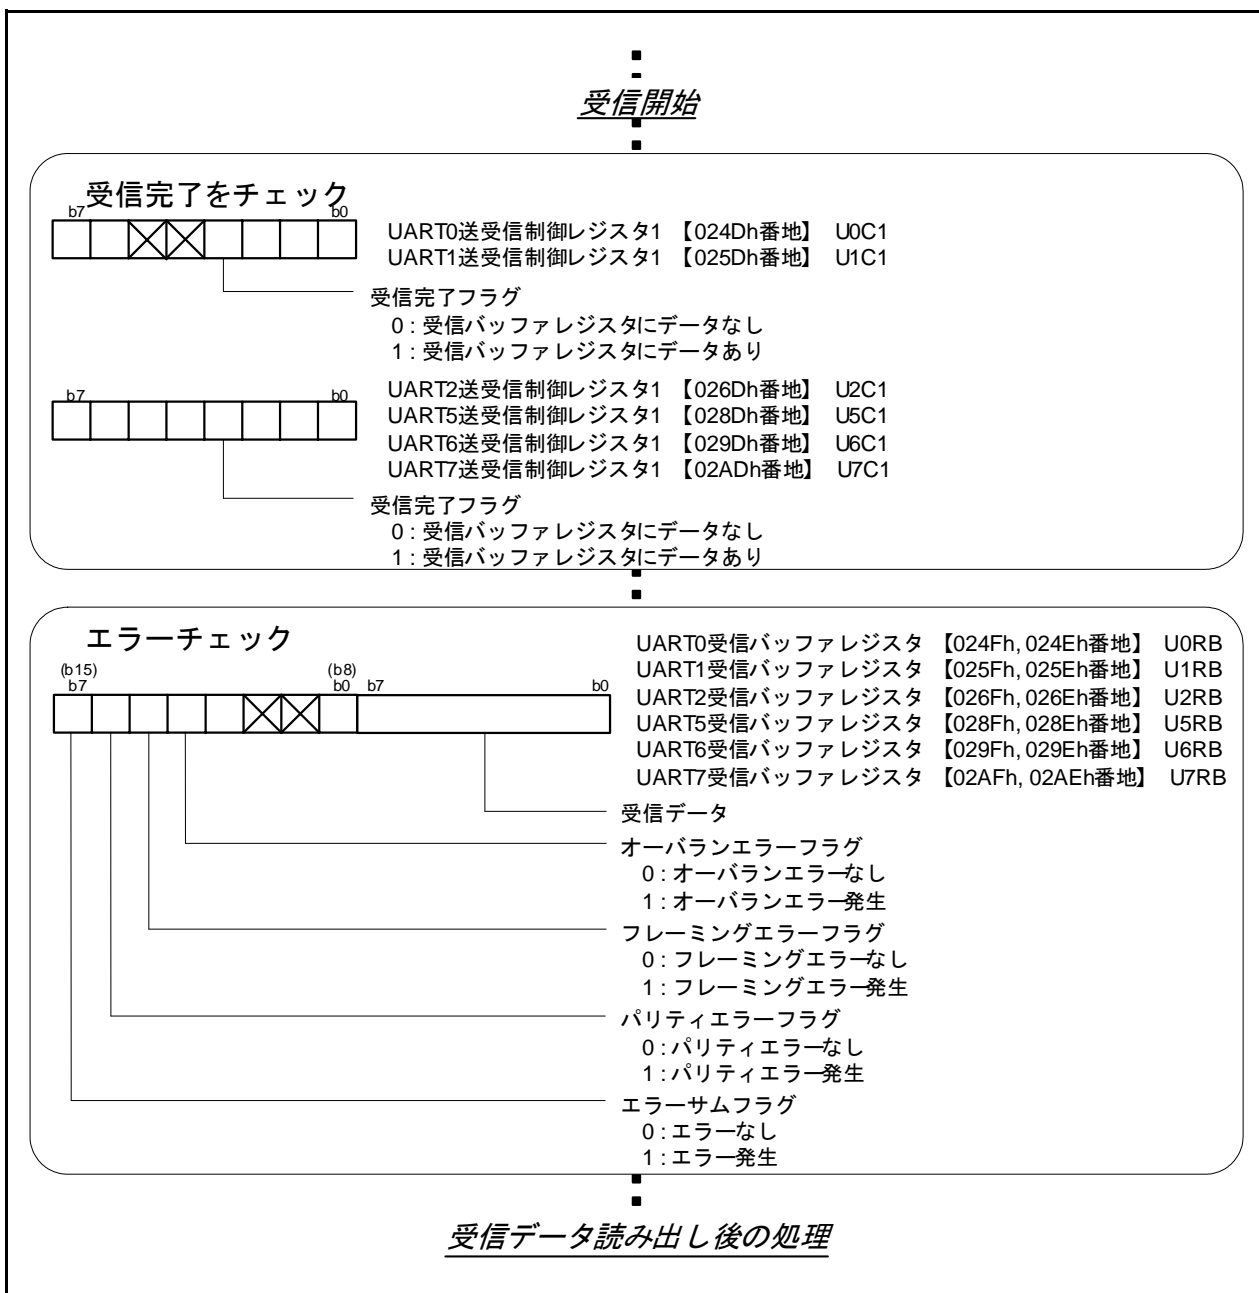 受信開始
受信完了をチェック
b7 b0
UART0送受信制御レジスタ1 【024Dh番地】 U0C1
UART1送受信制御レジスタ1 【025Dh番地】 U1C1
受信完了フラグ
0 : 受信バッファレジスタにデータなし
1 : 受信バッファレジスタにデータあり
b7 b0
UART2送受信制御レジスタ1 【026Dh番地】 U2C1
UART5送受信制御レジスタ1 【028Dh番地】 U5C1
UART6送受信制御レジスタ1 【029Dh番地】 U6C1
UART7送受信制御レジスタ1 【02ADh番地】 U7C1
受信完了フラグ
0 : 受信バッファレジスタにデータなし
1 : 受信バッファレジスタにデータあり
エラーチェック
(b15) (b8)
b7 b0 b7 b0
UART0受信バッファレジスタ 【024Fh, 024Eh番地】 U0RB
UART1受信バッファレジスタ 【025Fh, 025Eh番地】 U1RB
UART2受信バッファレジスタ 【026Fh, 026Eh番地】 U2RB
UART5受信バッファレジスタ 【028Fh, 028Eh番地】 U5RB
UART6受信バッファレジスタ 【029Fh, 029Eh番地】 U6RB
UART7受信バッファレジスタ 【02AFh, 02AEh番地】 U7RB
受信データ
オーバランエラーフラグ
0 : オーバランエラーなし
1 : オーバランエラー発生
フレーミングエラーフラグ
0 : フレーミングエラーなし
1 : フレーミングエラー発生
パリティエラーフラグ
0 : パリティエラーなし
1 : パリティエラー発生
エラーサムフラグ
0 : エラーなし
1 : エラー発生
受信データ読み出し後の処理